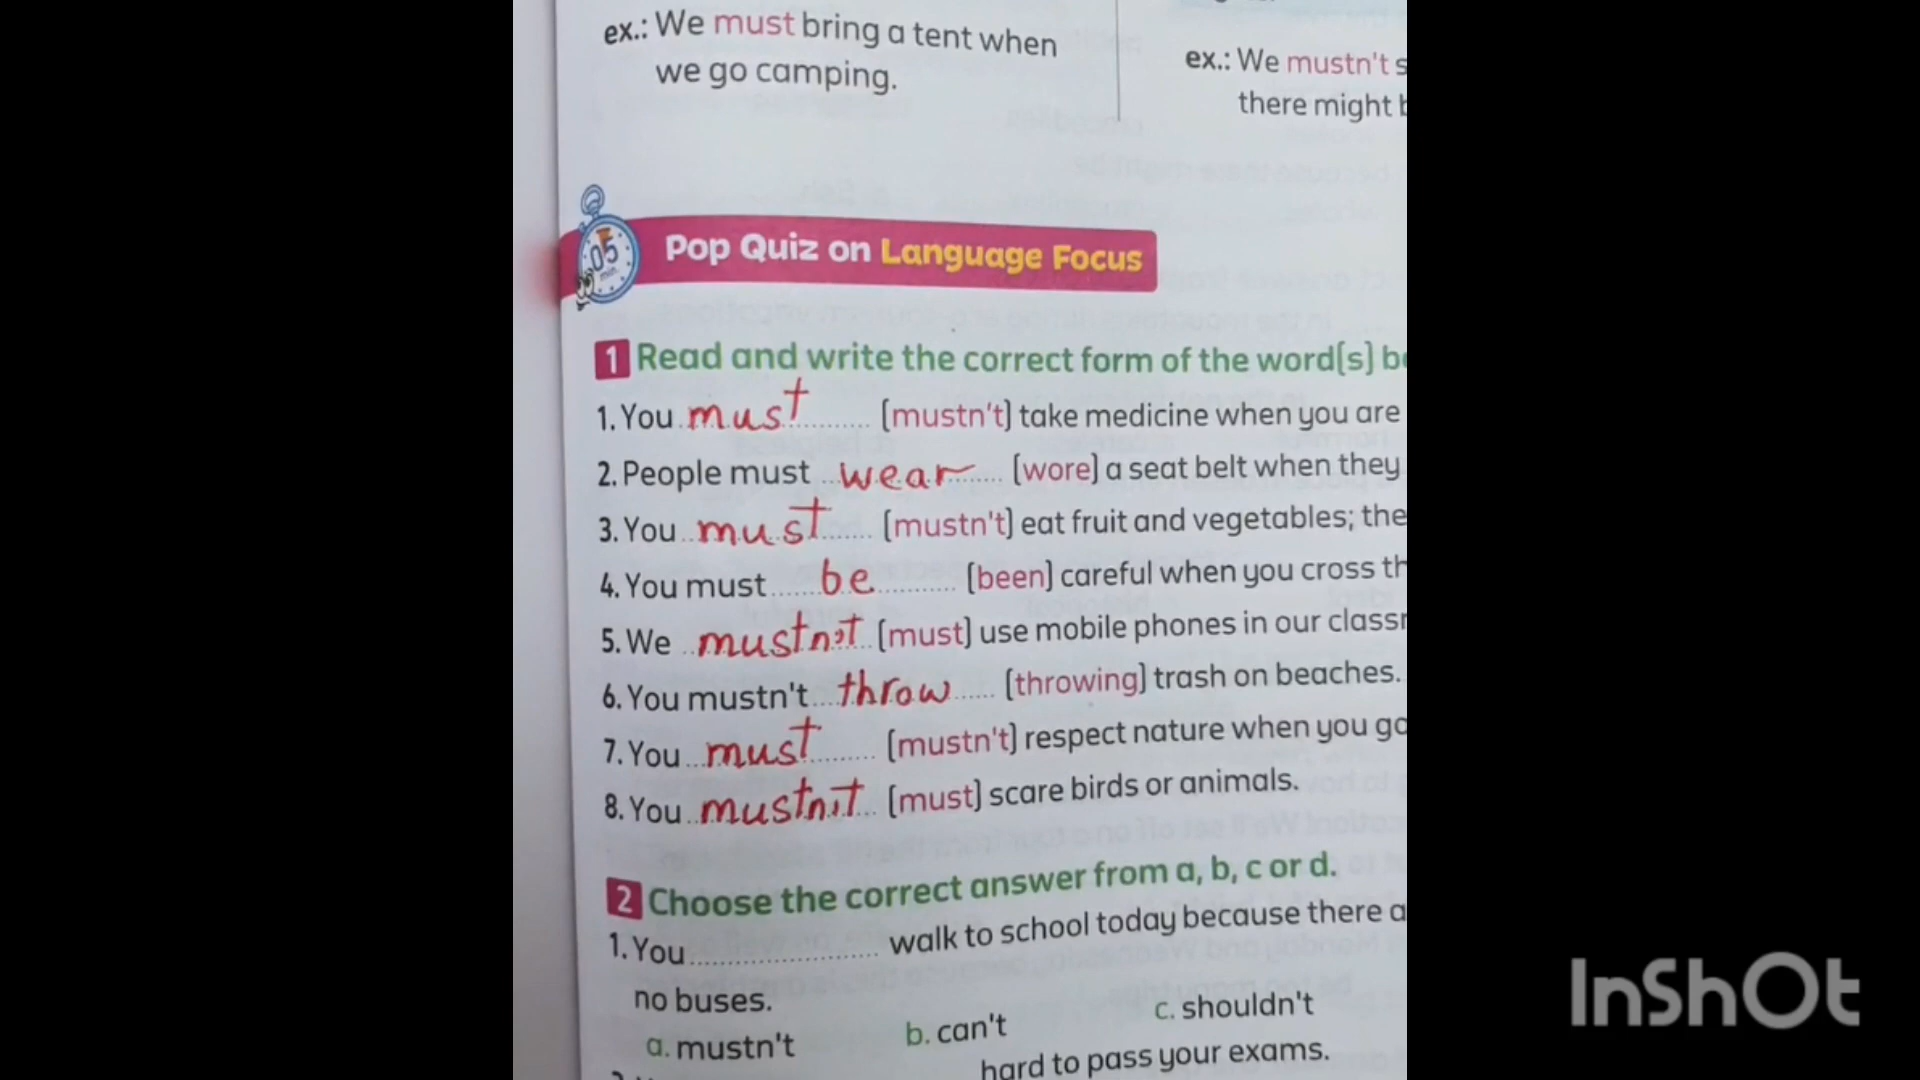 ex.: We must bring a tent when
we go camping.
ex.: We mustn't
there might
05
min.
Pop Quiz on Language Focus
1 Read and write the correct form of the word(s)
1. You must [mustn't] take medicine when you are
2. People must wear [wore] a seat belt when they
3. You must [mustn't] eat fruit and vegetables;
4. You must be [been] careful when you cross
5. We mustn't [must] use mobile phones in our
6. You mustn't throw [throwing] trash on beaches.
7. You must [mustn't] respect nature when you
8. You mustn't [must] scare birds or animals.
2 Choose the correct answer from a, b, c or d.
1. You walk to school today because there
no buses.
a. mustn't b. can't c. shouldn't
hard to pass your exams.
InShOt